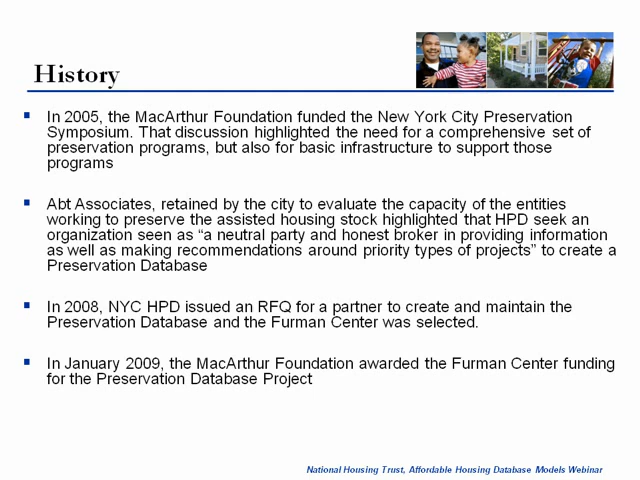 History
In 2005, the MacArthur Foundation funded the New York City Preservation
Symposium. That discussion highlighted the need for a comprehensive set of
preservation programs, but also for basic infrastructure to support those
programs
Abt Associates, retained by the city to evaluate the capacity of the entities
working to preserve the assisted housing stock highlighted that HPD seek an
organization seen as “a neutral party and honest broker in providing information
as well as making recommendations around priority types of projects” to create a
Preservation Database
In 2008, NYC HPD issued an RFQ for a partner to create and maintain the
Preservation Database and the Furman Center was selected.
In January 2009, the MacArthur Foundation awarded the Furman Center funding
for the Preservation Database Project
National Housing Trust, Affordable Housing Database Models Webinar